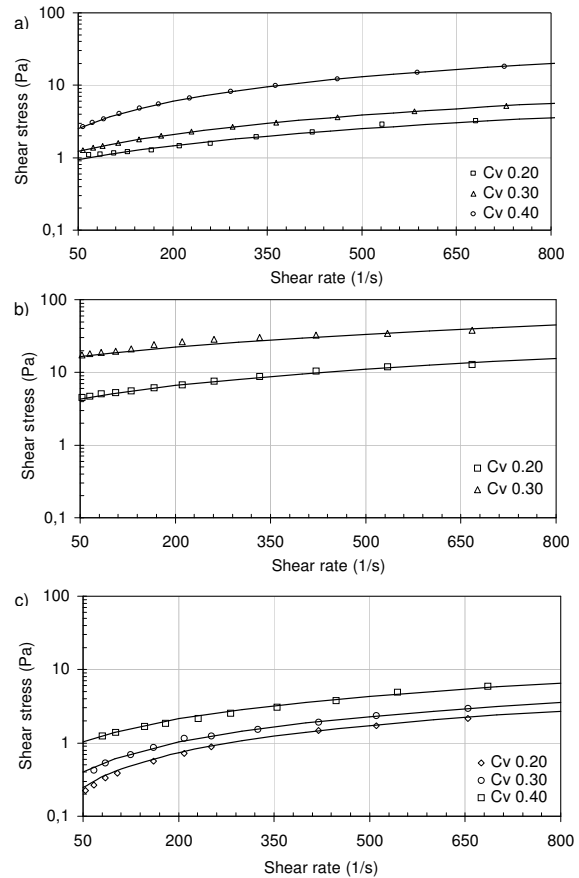 a)
Shear stress (Pa)
100
10
1
0,1
Cv 0.20
Cv 0.30
Cv 0.40
50 200 350 500 650 800
Shear rate (1/s)
b)
Shear stress (Pa)
100
10
1
0,1
Cv 0.20
Cv 0.30
50 200 350 500 650 800
Shear rate (1/s)
c)
Shear stress (Pa)
100
10
1
0,1
Cv 0.20
Cv 0.30
Cv 0.40
50 200 350 500 650 800
Shear rate (1/s)